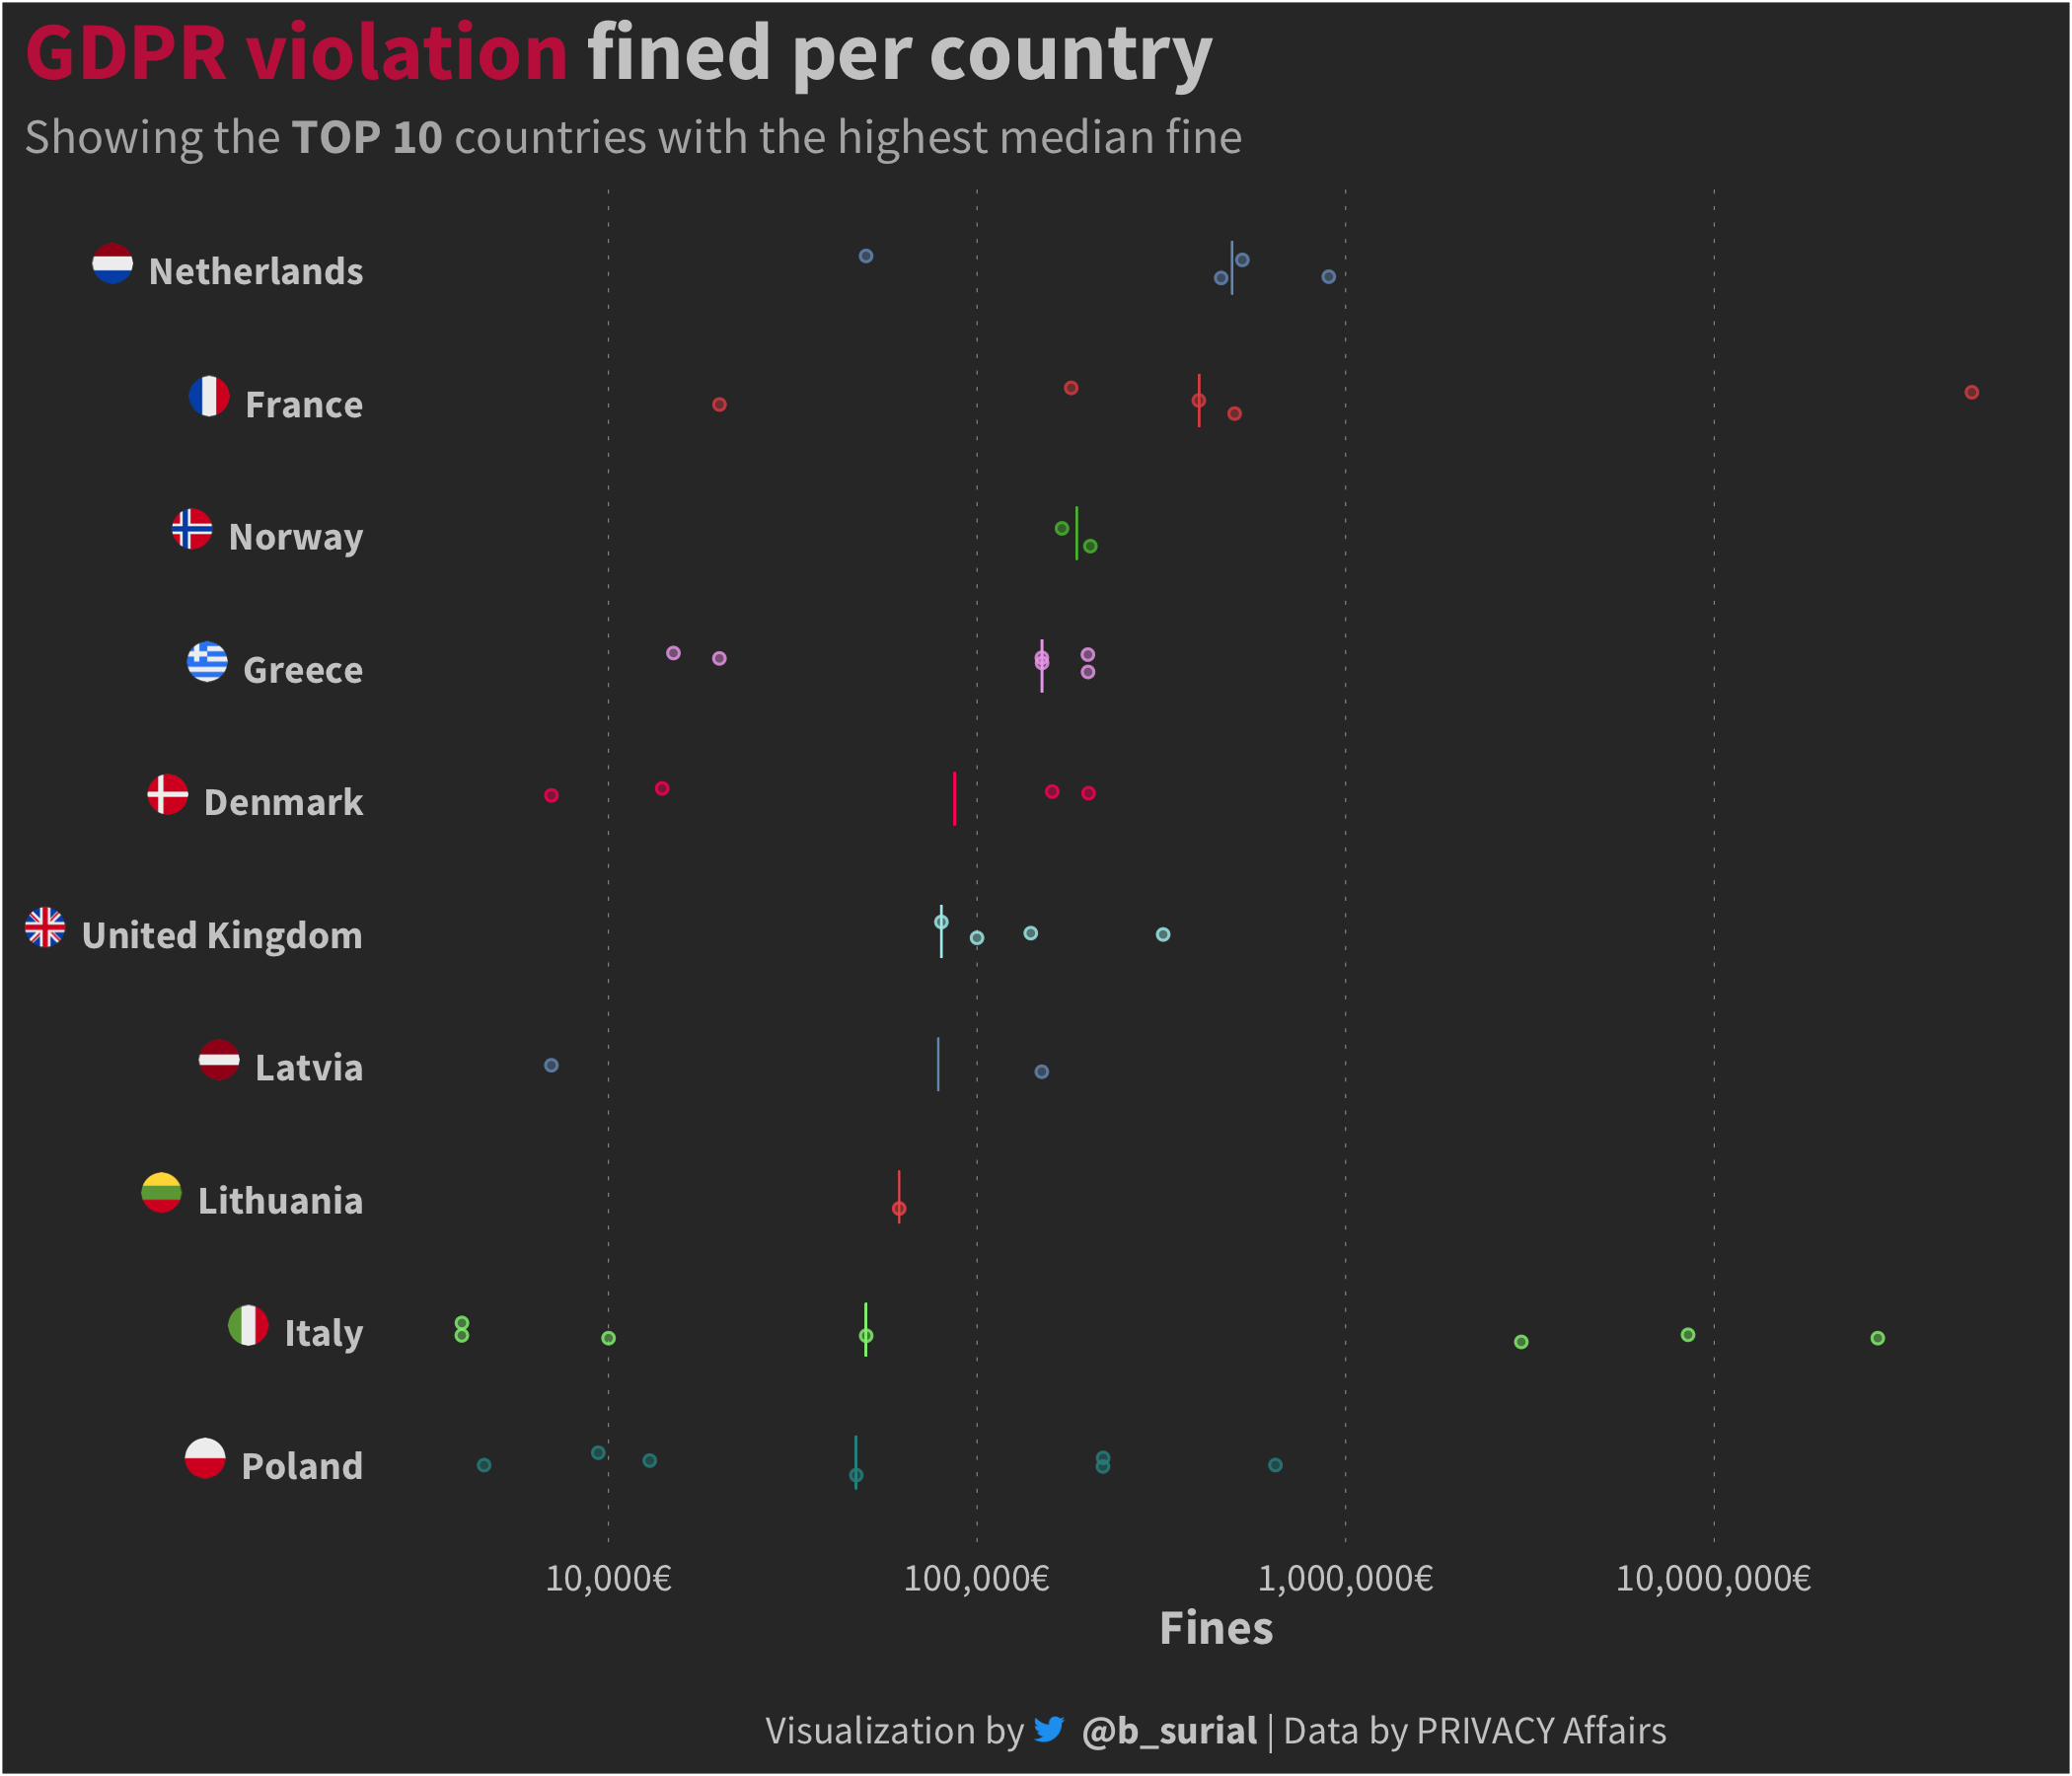 GDPR violation fined per country
Showing the TOP 10 countries with the highest median fine
Netherlands
France
Norway
Greece
Denmark
United Kingdom
Latvia
Lithuania
Italy
Poland
10,000€ 100,000€ 1,000,000€ 10,000,000€
Fines
Visualization by @b_surial | Data by PRIVACY Affairs